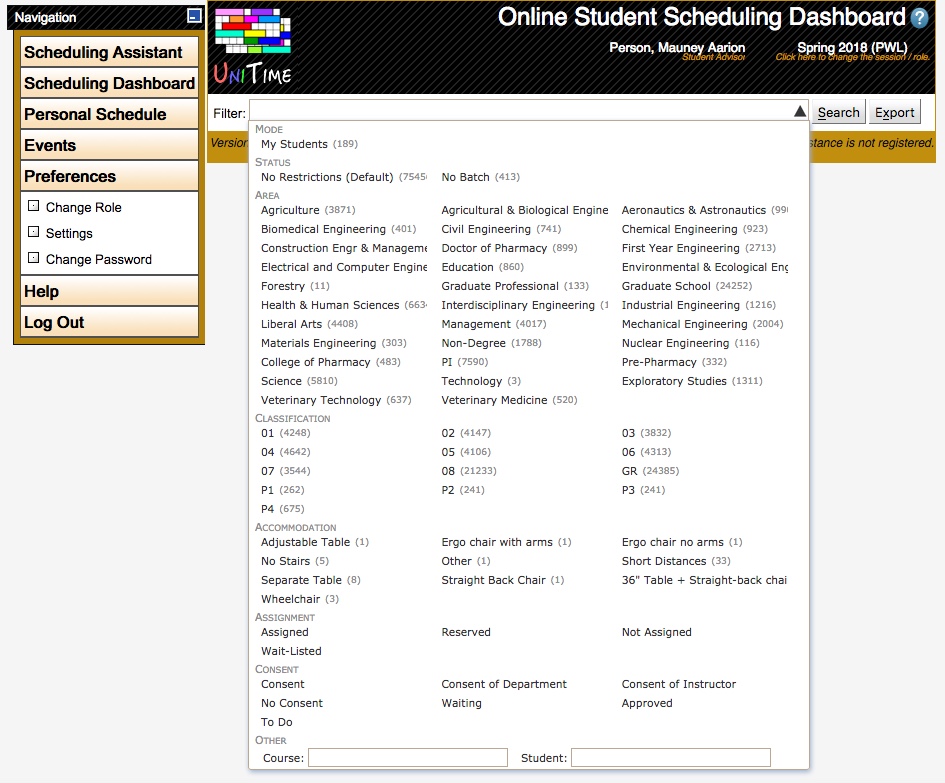 Navigation
Scheduling Assistant
Scheduling Dashboard
Personal Schedule
Events
Preferences
Change Role
Settings
Change Password
Help
Log Out
UniTime
Online Student Scheduling Dashboard ?
Person, Mauney Aarion Spring 2018 (PWL)
Student Advisor Click here to change the session / role.
Filter: Search Export
Version tance is not registered.
Mode
My Students (189)
Status
No Restrictions (Default) (7545 No Batch (413)
Area
Agriculture (3871) Agricultural & Biological Engine Aeronautics & Astronautics (99
Biomedical Engineering (401) Civil Engineering (741) Chemical Engineering (923)
Construction Engr & Manageme Doctor of Pharmacy (899) First Year Engineering (2713)
Electrical and Computer Engine Education (860) Environmental & Ecological Eng
Forestry (11) Graduate Professional (133) Graduate School (24252)
Health & Human Sciences (663 Interdisciplinary Engineering (1 Industrial Engineering (1216)
Liberal Arts (4408) Management (4017) Mechanical Engineering (2004)
Materials Engineering (303) Non-Degree (1788) Nuclear Engineering (116)
College of Pharmacy (483) PI (7590) Pre-Pharmacy (332)
Science (5810) Technology (3) Exploratory Studies (1311)
Veterinary Technology (637) Veterinary Medicine (520)
Classification
01 (4248) 02 (4147) 03 (3832)
04 (4642) 05 (4106) 06 (4313)
07 (3544) 08 (21233) GR (24385)
P1 (262) P2 (241) P3 (241)
P4 (675)
Accommodation
Adjustable Table (1) Ergo chair with arms (1) Ergo chair no arms (1)
No Stairs (5) Other (1) Short Distances (33)
Separate Table (8) Straight Back Chair (1) 36" Table + Straight-back chai
Wheelchair (3)
Assignment
Assigned Reserved Not Assigned
Wait-Listed
Consent
Consent Consent of Department Consent of Instructor
No Consent Waiting Approved
To Do
Other
Course: Student: